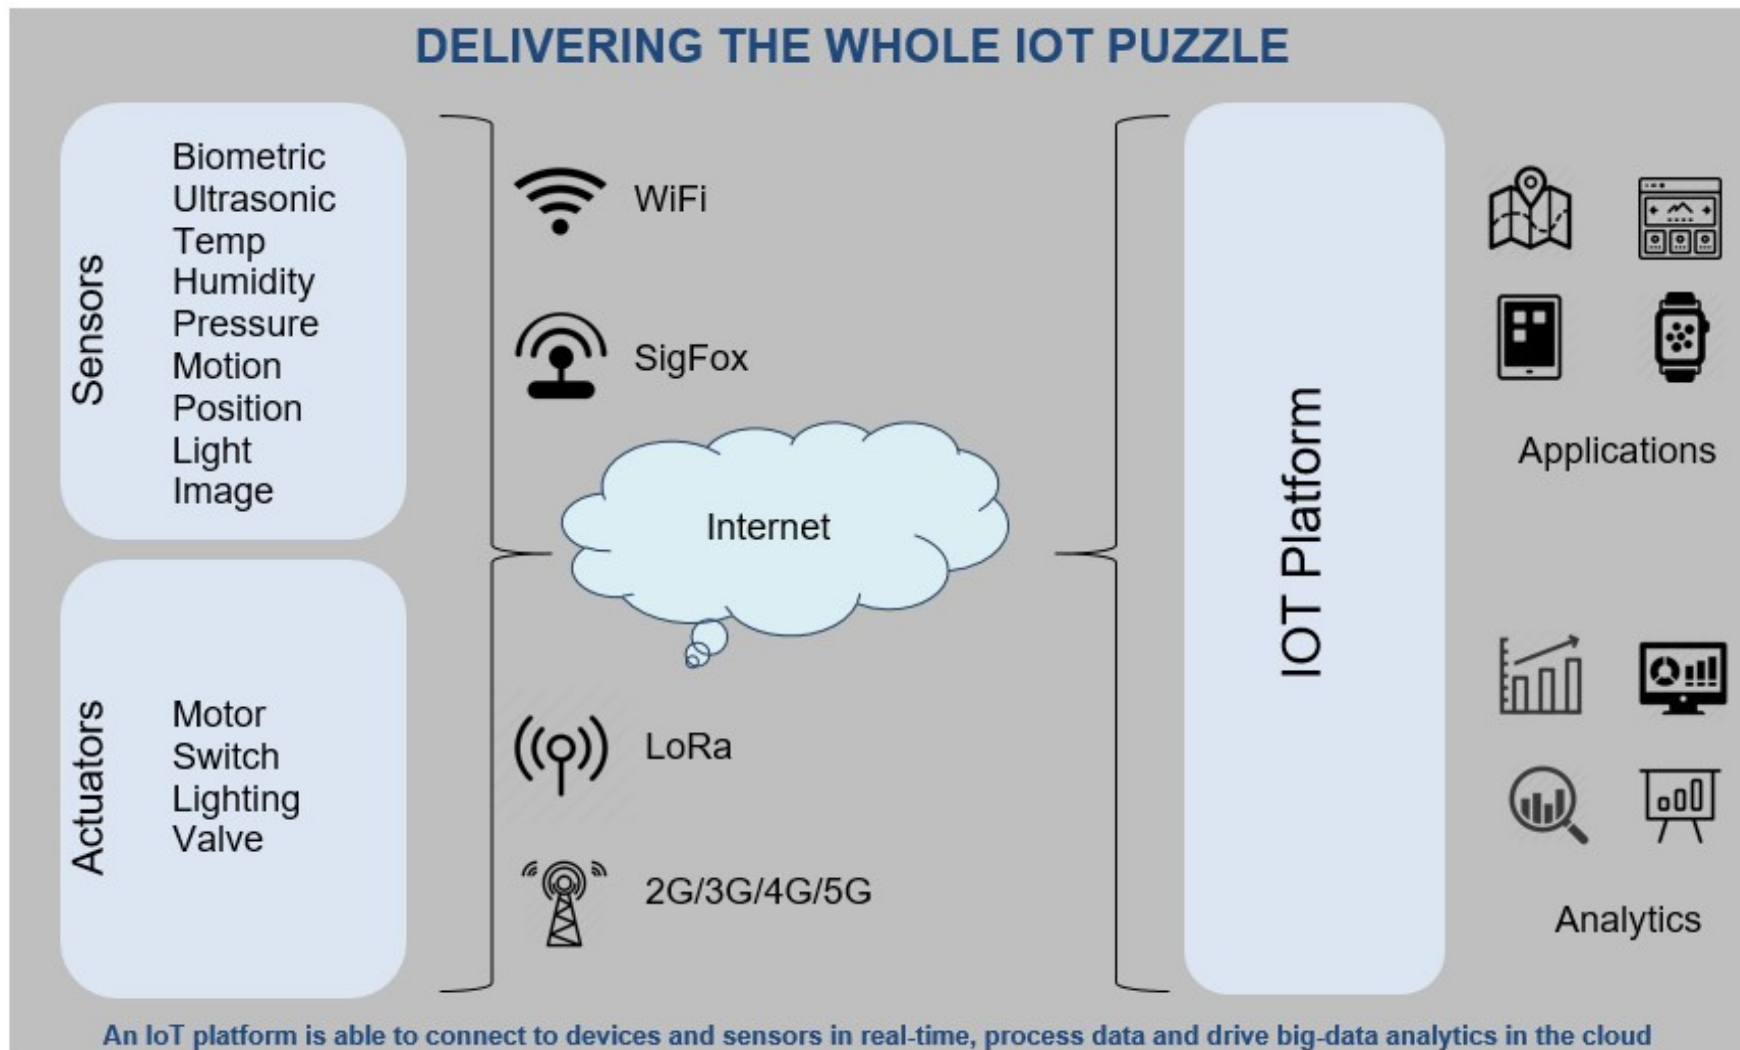 DELIVERING THE WHOLE IOT PUZZLE
Sensors
Biometric
Ultrasonic
Temp
Humidity
Pressure
Motion
Position
Light
Image
Actuators
Motor
Switch
Lighting
Valve
WiFi
SigFox
Internet
LoRa
2G/3G/4G/5G
IOT Platform
Applications
Analytics
An IoT platform is able to connect to devices and sensors in real-time, process data and drive big-data analytics in the cloud